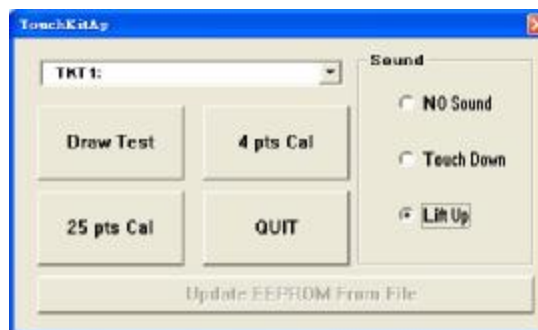 TouchKitAp
TKT1:
Sound
NO Sound
Touch Down
Lift Up
Draw Test
4 pts Cal
25 pts Cal
QUIT
Update EEPROM From File